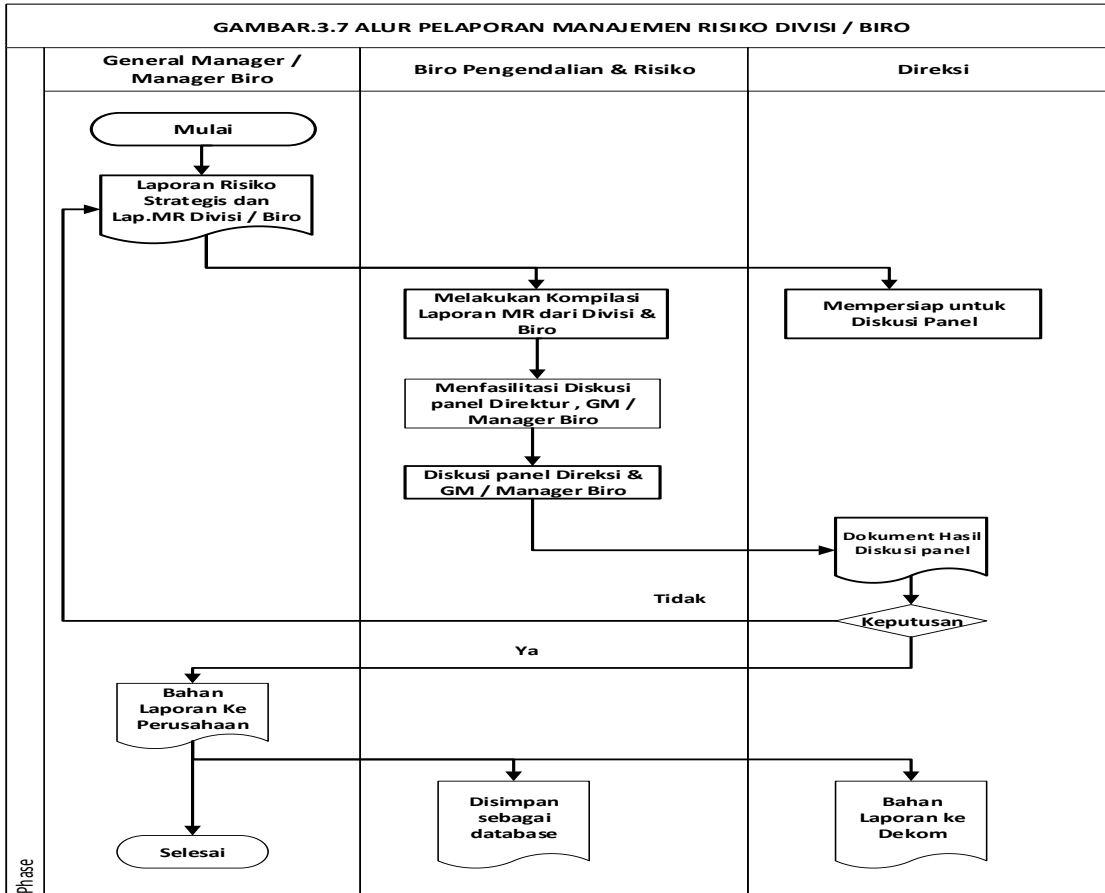 GAMBAR.3.7 ALUR PELAPORAN MANAJEMEN RISIKO DIVISI / BIRO
General Manager /
Manager Biro
Biro Pengendalian & Risiko
Direksi
Mulai
Laporan Risiko
Strategis dan
Lap.MR Divisi / Biro
Melakukan Kompilasi
Laporan MR dari Divisi &
Biro
Mempersiap untuk
Diskusi Panel
Menfasilitasi Diskusi
panel Direktur , GM /
Manager Biro
Diskusi panel Direksi &
GM / Manager Biro
Dokument Hasil
Diskusi panel
Tidak
Keputusan
Ya
Bahan
Laporan Ke
Perusahaan
Disimpan
sebagai
database
Bahan
Laporan ke
Dekom
Selesai
Phase